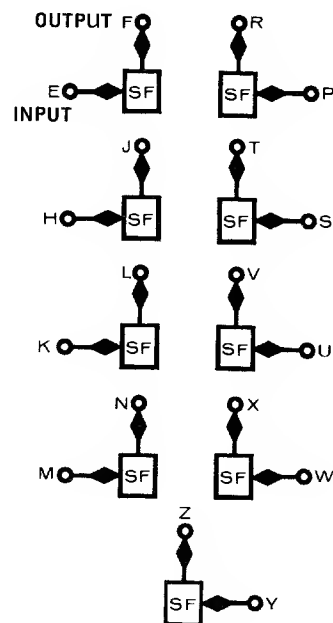 OUTPUT F R
E SF SF P
INPUT
J T
H SF SF S
L V
K SF SF U
N X
M SF SF W
Z
SF Y